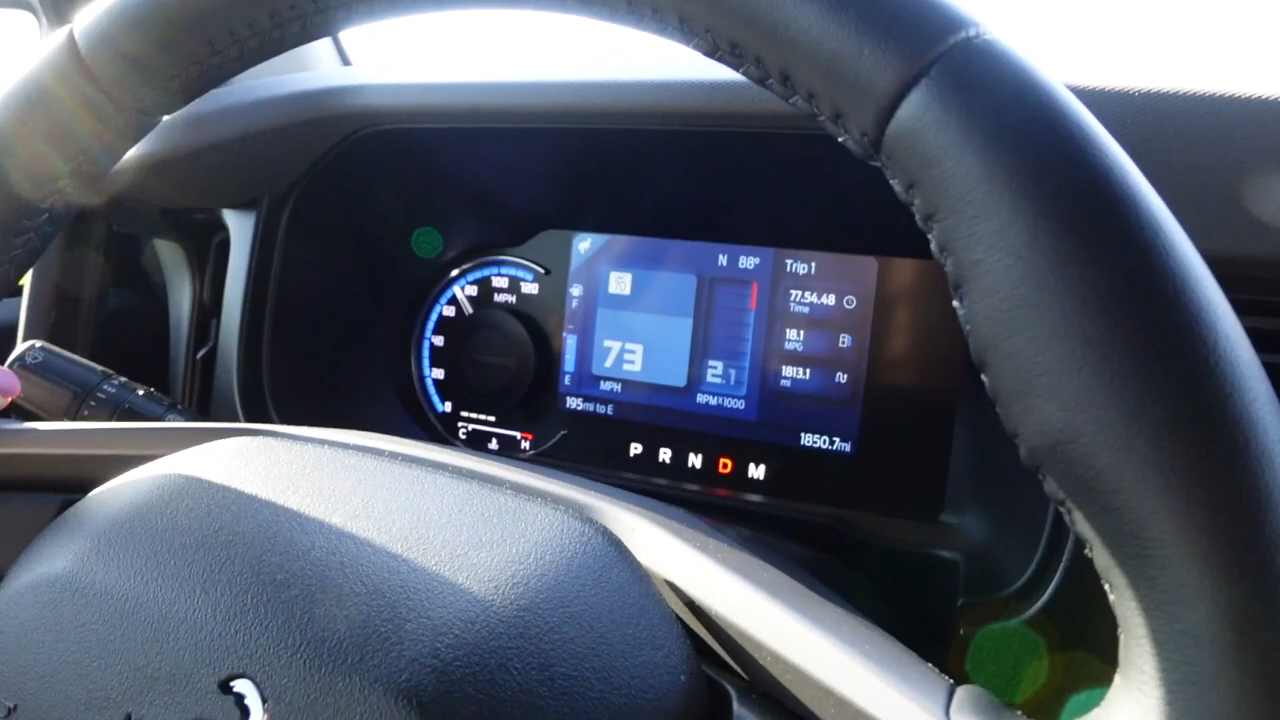 N 88°
Trip 1
70
77.54.48
Time
18.1
MPG
1813.1
mi
73
MPH
2.1
RPMX1000
F
E
195mi to E
1850.7mi
120
100
80
60
40
20
0
MPH
C H
P R N D M